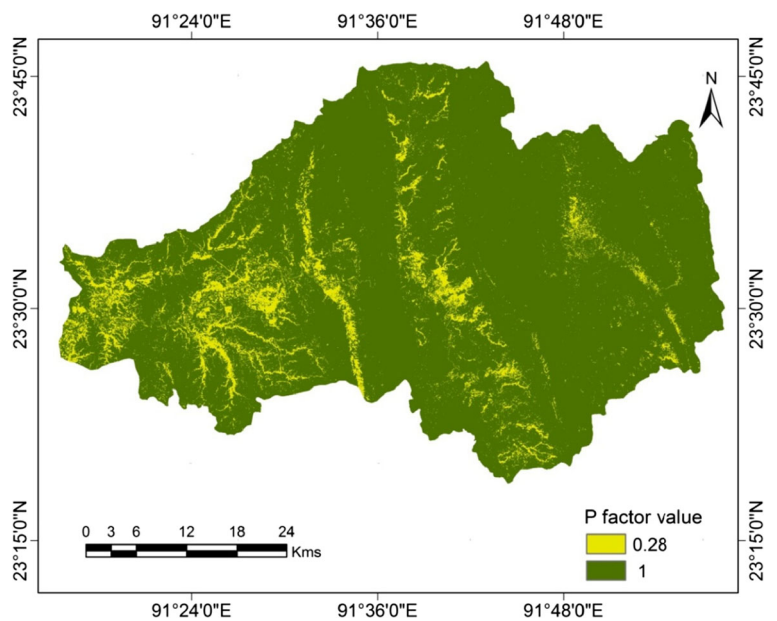 91°24'0"E 91°36'0"E 91°48'0"E
23°45'0"N 23°45'0"N
N
23°30'0"N 23°30'0"N
P factor value
0.28
1
0 3 6 12 18 24
Kms
23°15'0"N 23°15'0"N
91°24'0"E 91°36'0"E 91°48'0"E